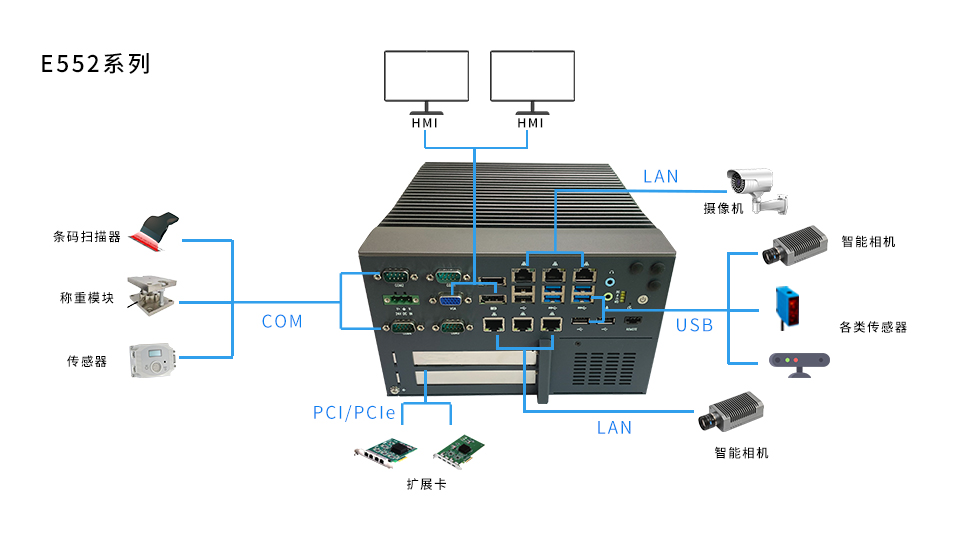 E552系列
HMI
HMI
LAN
摄像机
条码扫描器
智能相机
称重模块
COM
USB
各类传感器
传感器
PCI/PCIe
LAN
智能相机
扩展卡
VGA
REMOTE